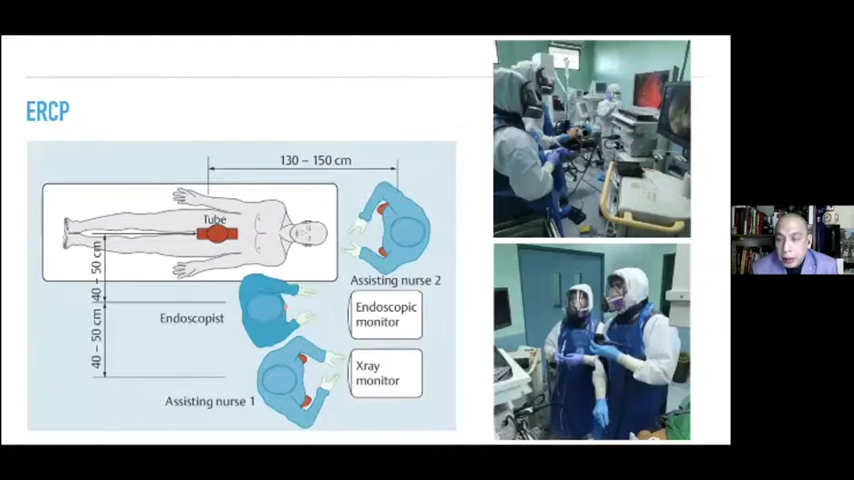 ERCP
130 – 150 cm
Tube
40 – 50 cm
40 – 50 cm
Assisting nurse 2
Endoscopist
Endoscopic
monitor
Xray
monitor
Assisting nurse 1